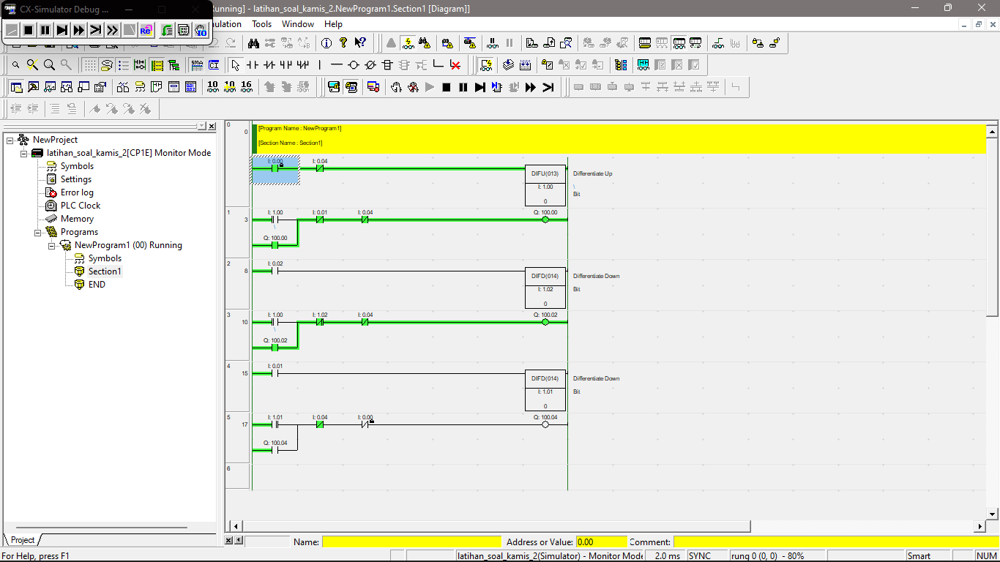 CX-Simulator Debug ...
Running] - latihan_soal_kamis_2.NewProgram1.Section1 [Diagram]]
ulation Tools Window Help
NewProject
latihan_soal_kamis_2[CP1E] Monitor Mode
Symbols
Settings
Error log
PLC Clock
Memory
Programs
NewProgram1 (00) Running
Symbols
Section1
END
Project
0
0
[Program Name : NewProgram1]
[Section Name : Section1]
I: 0.00 I: 0.04
DIFU(013) Differentiate Up
I: 1.00 Bit
0
1
3
I: 1.00 I: 0.01 I: 0.04 Q: 100.00
Q: 100.00
2
8
I: 0.02
DIFD(014) Differentiate Down
I: 1.02 Bit
0
3
10
I: 1.00 I: 1.02 I: 0.04 Q: 100.02
Q: 100.02
4
15
I: 0.01
DIFD(014) Differentiate Down
I: 1.01 Bit
0
5
17
I: 1.01 I: 0.04 I: 0.00 Q: 100.04
Q: 100.04
6
Name: Address or Value: 0.00 Comment:
For Help, press F1 latihan_soal_kamis_2(Simulator) - Monitor Mode 2.0 ms SYNC rung 0 (0, 0) - 80% Smart NUM